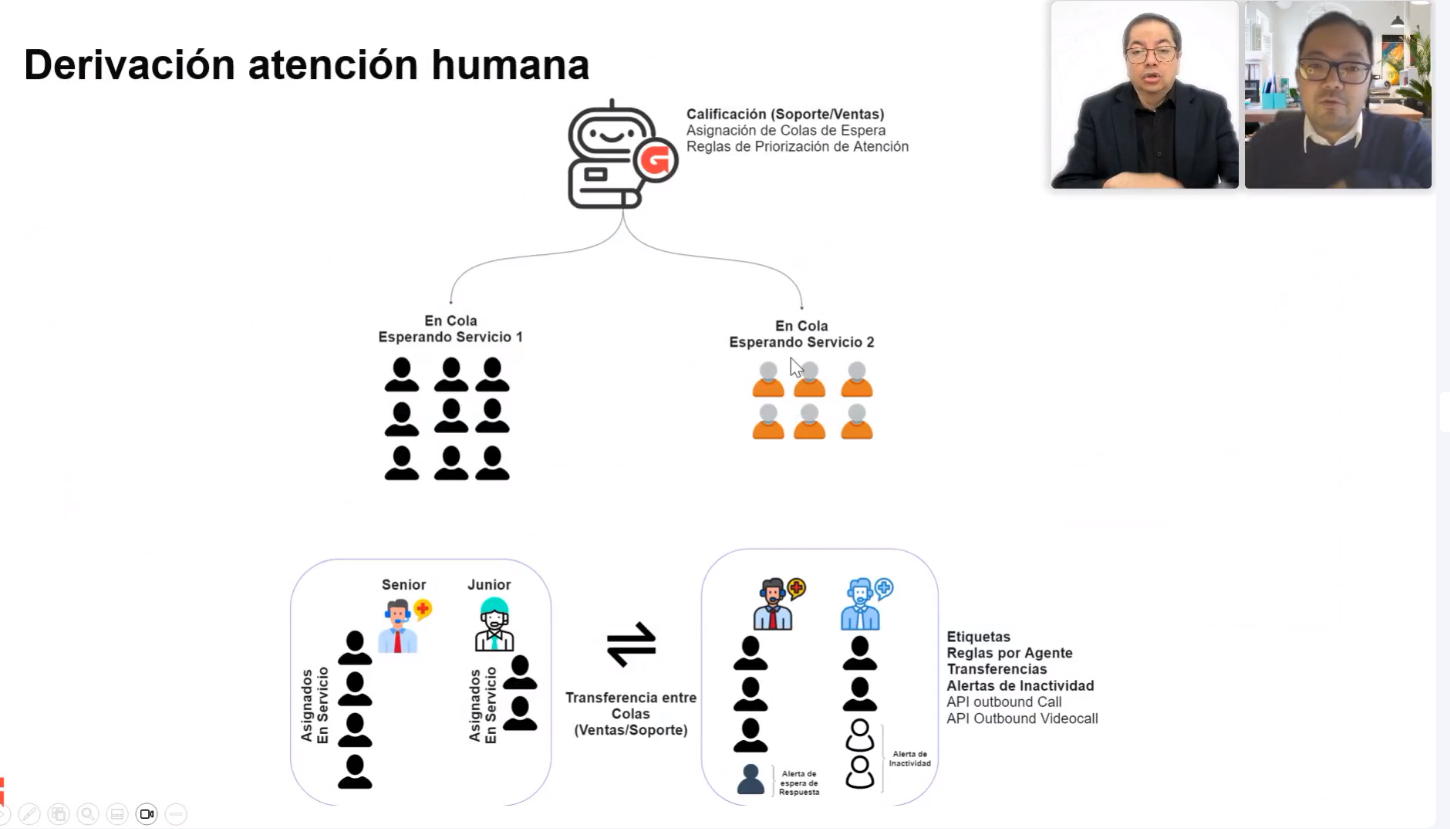 Derivación atención humana
Calificación (Soporte/Ventas)
Asignación de Colas de Espera
Reglas de Priorización de Atención
G
En Cola
Esperando Servicio 1
En Cola
Esperando Servicio 2
Senior
Junior
Asignados
En Servicio
Asignados
En Servicio
Transferencia entre
Colas
(Ventas/Soporte)
Alerta de
espera de
Respuesta
Alerta de
Inactividad
Etiquetas
Reglas por Agente
Transferencias
Alertas de Inactividad
API outbound Call
API Outbound Videocall